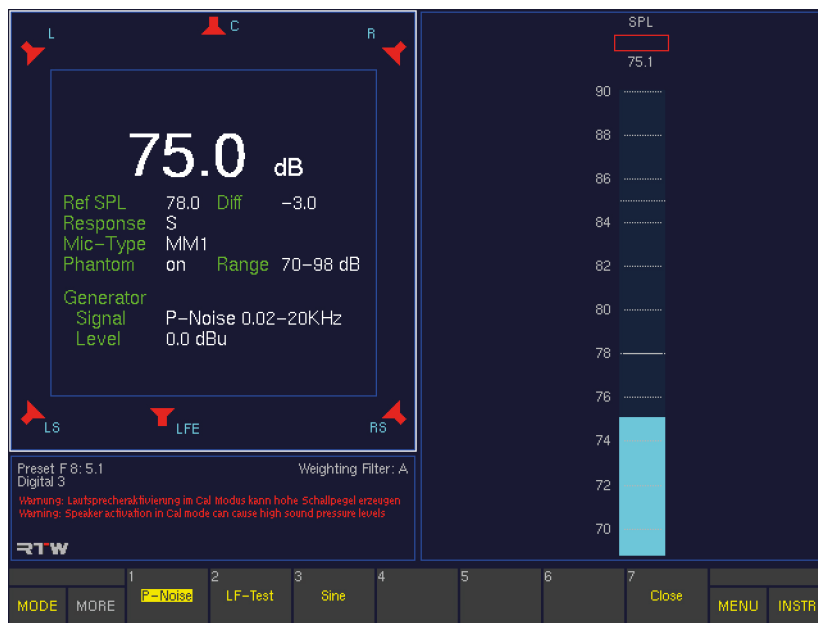 L
C
R
75.0 dB
Ref SPL 78.0 Diff −3.0
Response S
Mic−Type MM1
Phantom on Range 70−98 dB
Generator
Signal P−Noise 0.02−20KHz
Level 0.0 dBu
LS
LFE
RS
Preset F 8: 5.1 Weighting Filter: A
Digital 3
Warnung: Lautsprecheraktivierung im Cal Modus kann hohe Schallpegel erzeugen
Warning: Speaker activation in Cal mode can cause high sound pressure levels
RTW
SPL
75.1
90
88
86
84
82
80
78
76
74
72
70
MODE
MORE
1 P−Noise
2 LF−Test
3 Sine
4
5
6
7 Close
MENU
INSTR